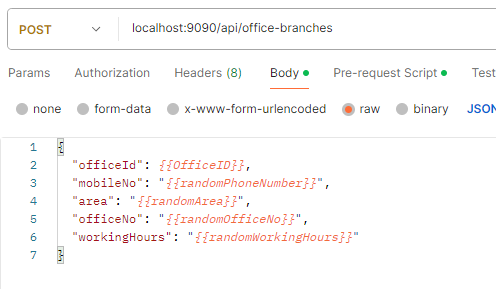 POST localhost:9090/api/office-branches
Params Authorization Headers (8) Body Pre-request Script Test
none form-data x-www-form-urlencoded raw binary JSON
1 {
2 "officeId": {{OfficeID}},
3 "mobileNo": "{{randomPhoneNumber}}",
4 "area": "{{randomArea}}",
5 "officeNo": "{{randomOfficeNo}}",
6 "workingHours": "{{randomWorkingHours}}"
7 }